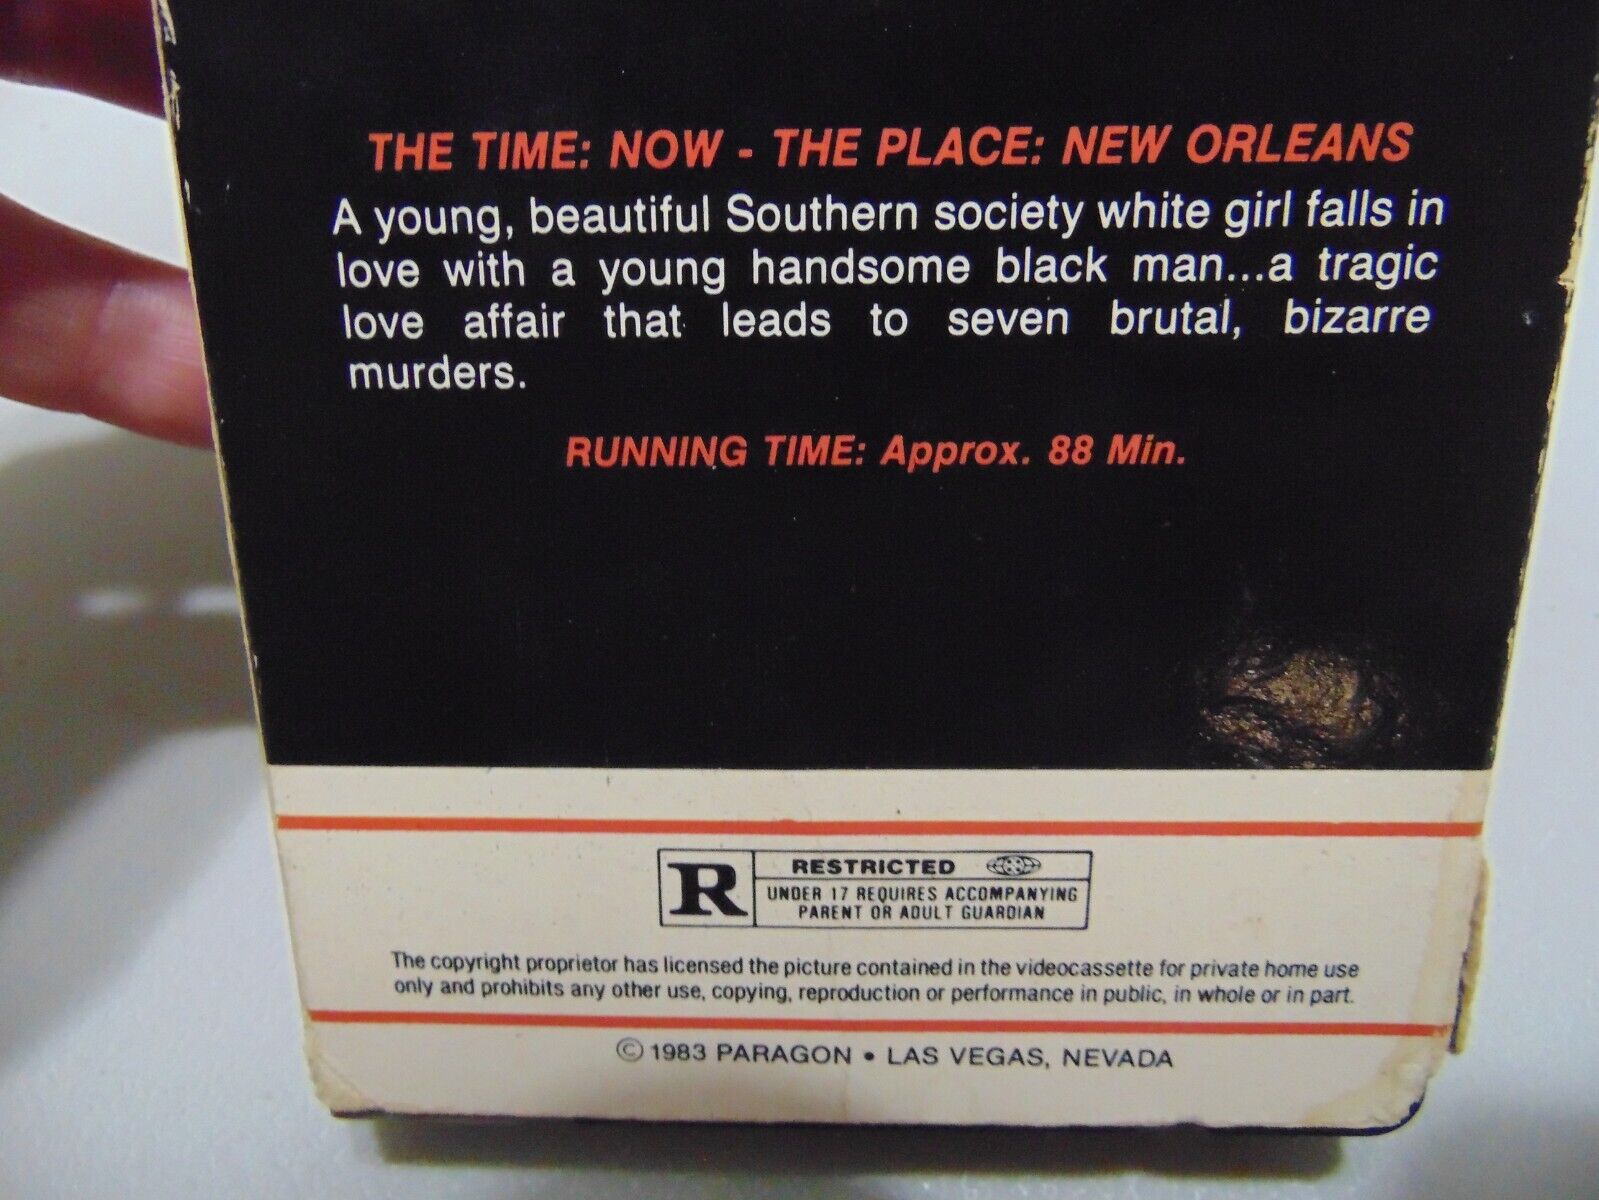 THE TIME: NOW - THE PLACE: NEW ORLEANS
A young, beautiful Southern society white girl falls in
love with a young handsome black man...a tragic
love affair that leads to seven brutal, bizarre
murders.
RUNNING TIME: Approx. 88 Min.
R
RESTRICTED
UNDER 17 REQUIRES ACCOMPANYING
PARENT OR ADULT GUARDIAN
The copyright proprietor has licensed the picture contained in the videocassette for private home use
only and prohibits any other use, copying, reproduction or performance in public, in whole or in part.
© 1983 PARAGON • LAS VEGAS, NEVADA